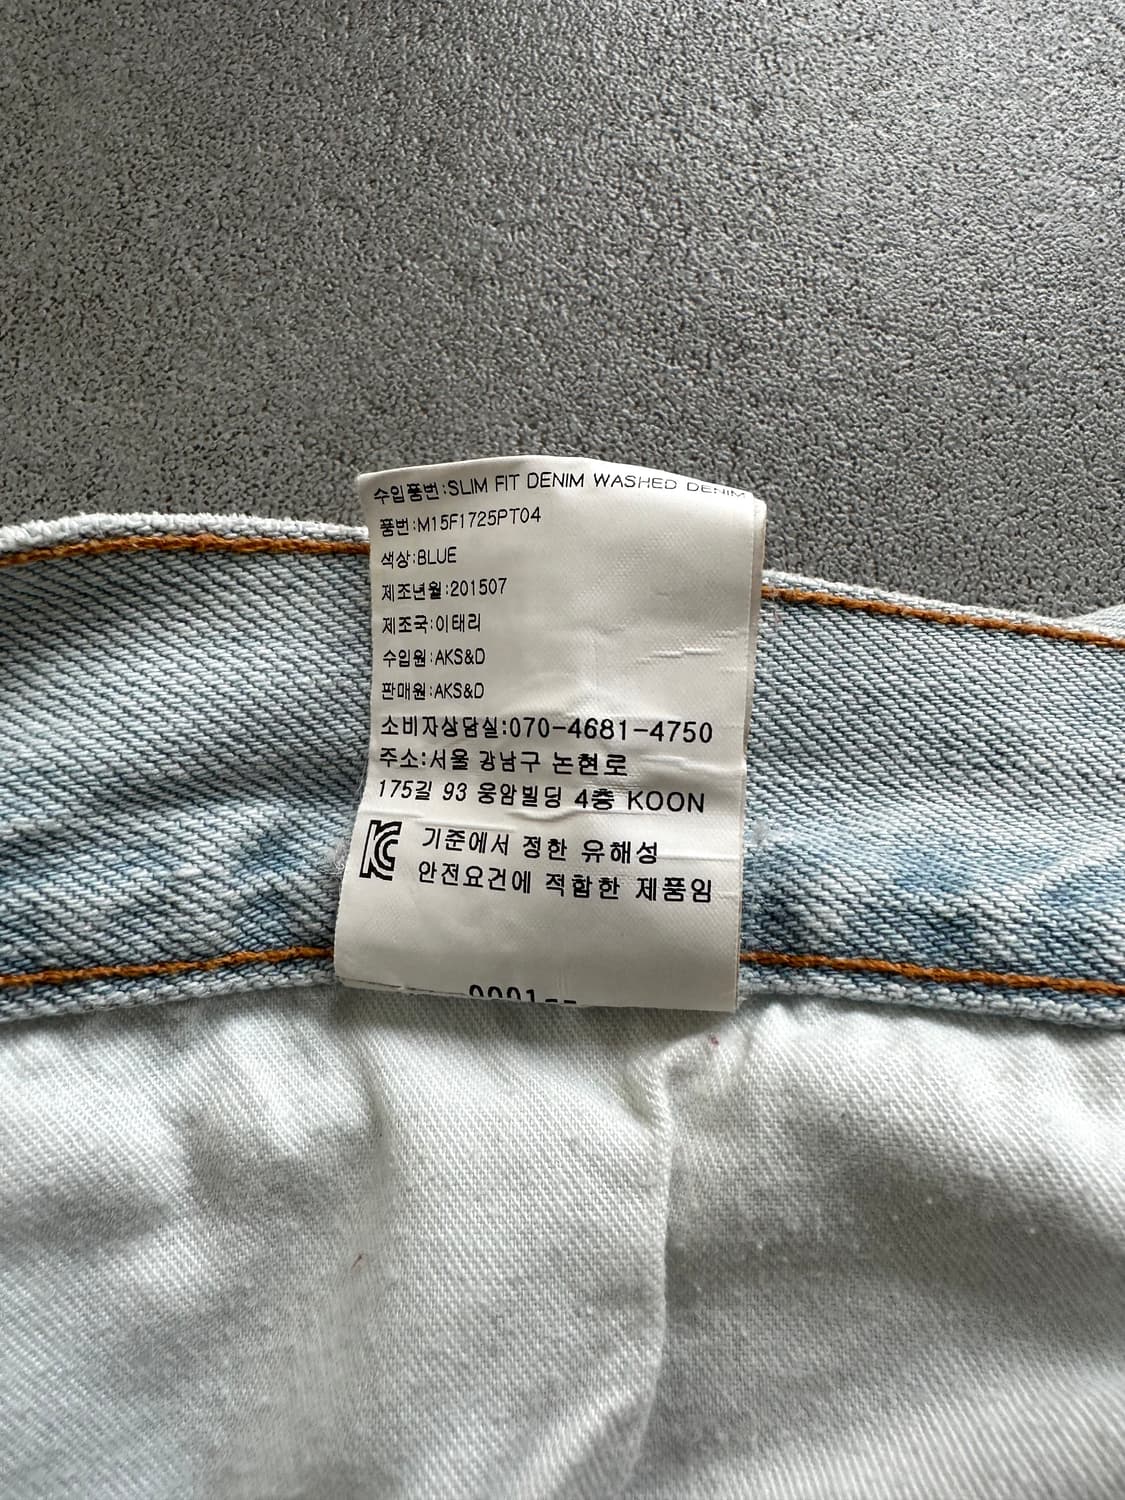 수입품번:SLIM FIT DENIM WASHED DENIM
품번:M15F1725PT04
색상:BLUE
제조년월:201507
제조국:이태리
수입원:AKS&D
판매원:AKS&D
소비자상담실:070-4681-4750
주소:서울 강남구 논현로
175길 93 웅암빌딩 4층 KOON
KC 기준에서 정한 유해성
안전요건에 적합한 제품임